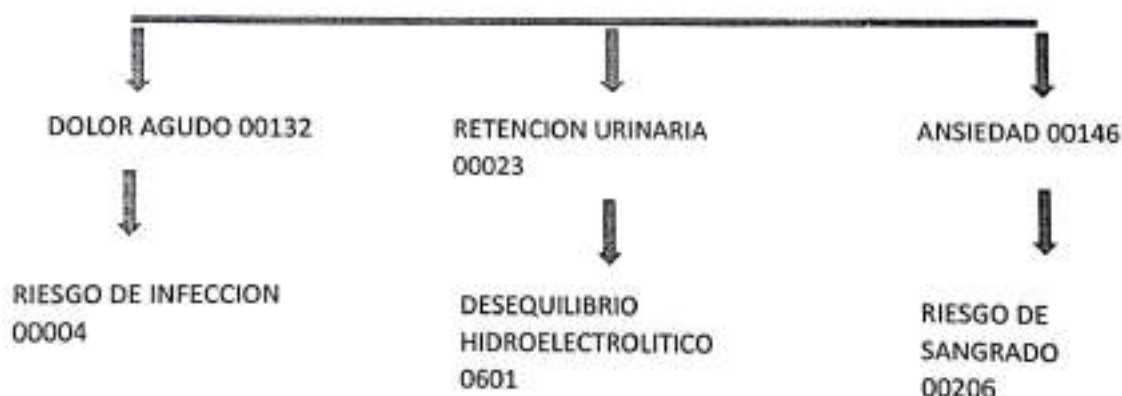 DOLOR AGUDO 00132
RETENCION URINARIA
00023
ANSIEDAD 00146
RIESGO DE INFECCION
00004
DESEQUILIBRIO
HIDROELECTROLITICO
0601
RIESGO DE
SANGRADO
00206